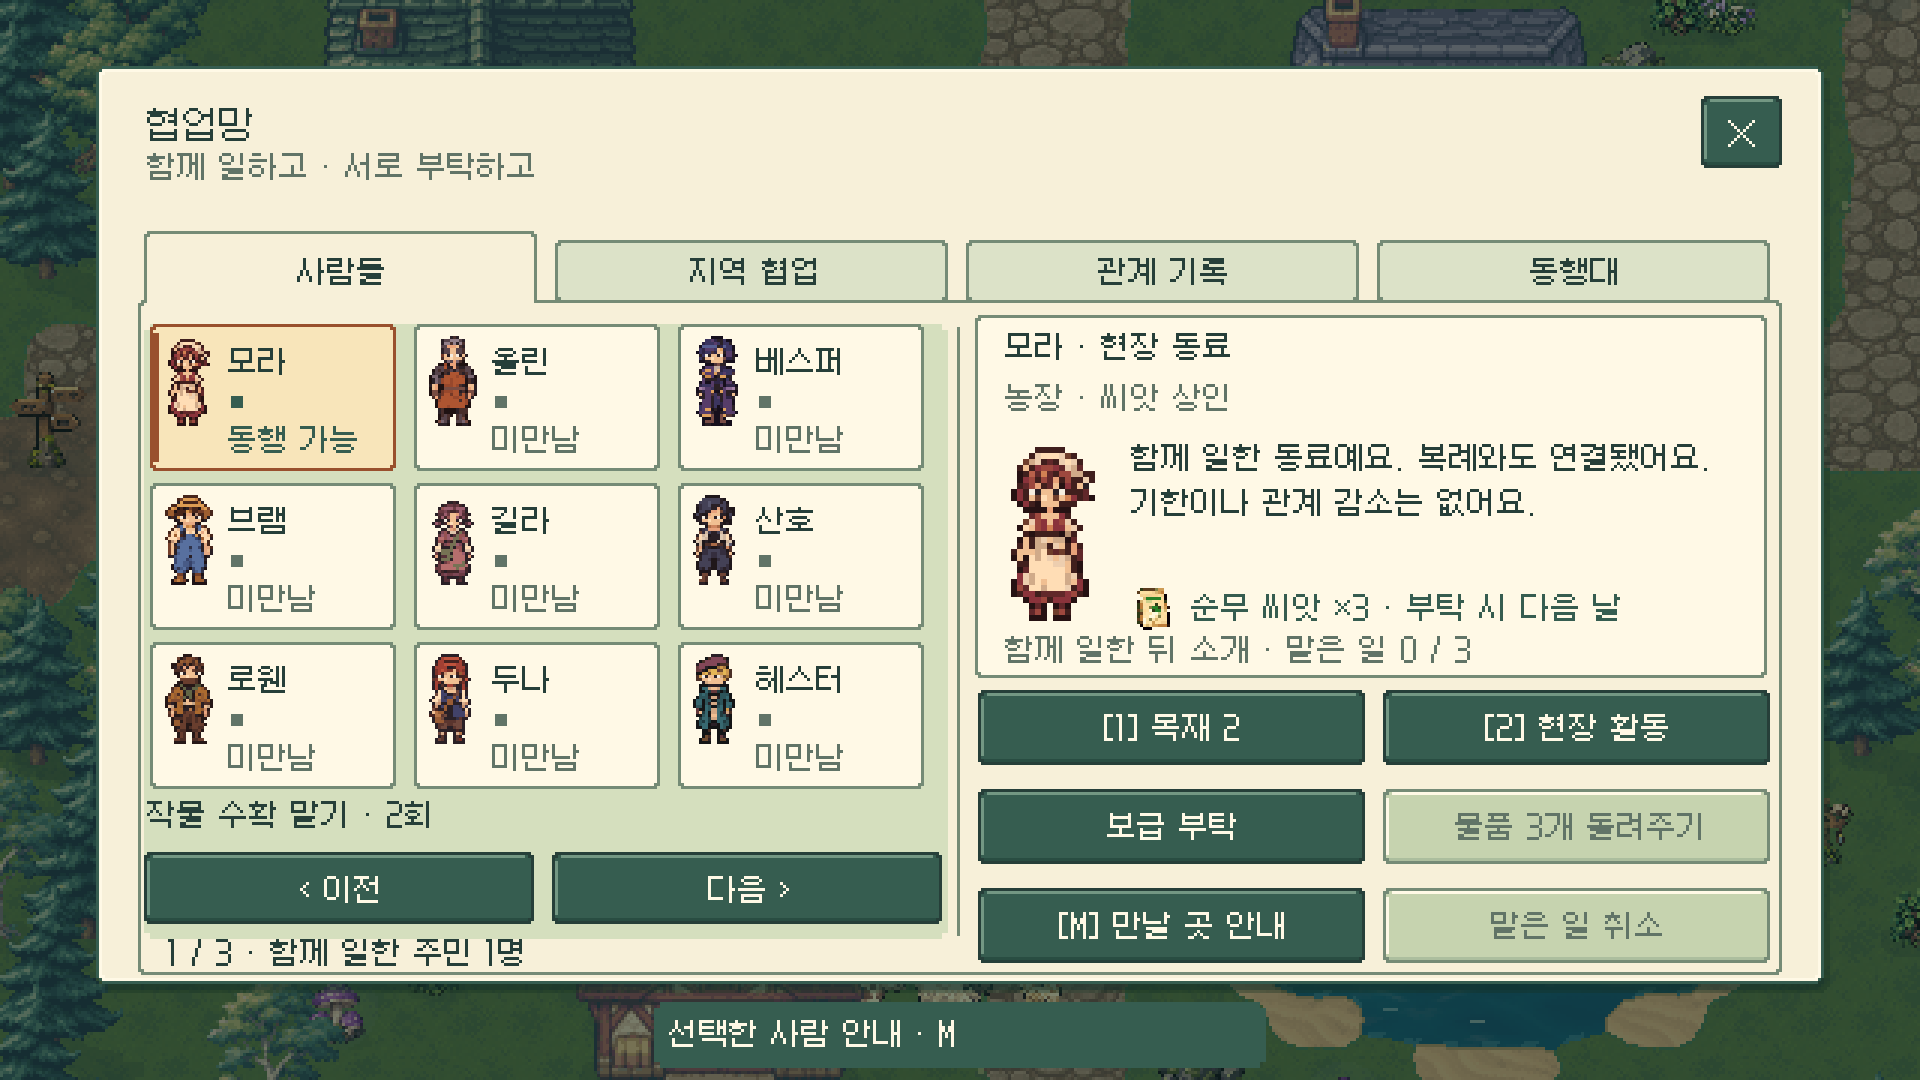 협업망
함께 일하고 · 서로 부탁하고
사람들
지역 협업
관계 기록
동행대
모라
동행 가능
올린
미만남
베스퍼
미만남
브램
미만남
킬라
미만남
산호
미만남
로웬
미만남
두나
미만남
헤스터
미만남
작물 수확 맡기 · 2회
< 이전
다음 >
1 / 3 · 함께 일한 주민 1명
모라 · 현장 동료
농장 · 씨앗 상인
함께 일한 동료예요. 복례와도 연결됐어요.
기한이나 관계 감소는 없어요.
순무 씨앗 ×3 · 부탁 시 다음 날
함께 일한 뒤 소개 · 맡은 일 0 / 3
[1] 목재 2
[2] 현장 활동
보급 부탁
물품 3개 돌려주기
[M] 만날 곳 안내
맡은 일 취소
선택한 사람 안내 · M